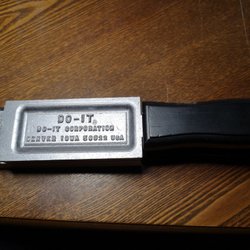 DO-IT®
DO-IT CORPORATION
DENVER IOWA 50622 USA